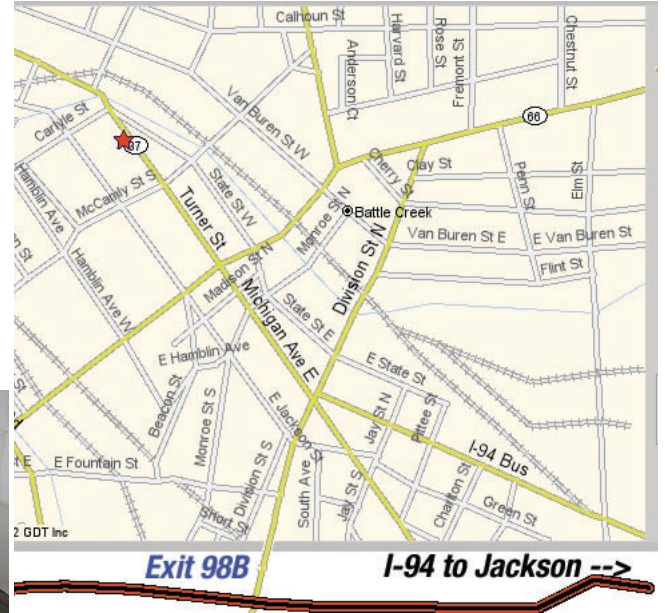 Calhoun St
Anderson Ct
Harvard St
Rose St
Fremont St
Chestnut St
Van Buren St W
66
Carlyle St
37
Cherry St
Clay St
Penn St
Elm St
Hamblin Ave
McCamly St S
State St W
Turner St
Monroe St N
Battle Creek
Van Buren St E
E Van Buren St
Flint St
Division St N
Hamblin Ave W
Madison St N
Michigan Ave E
State St E
E Hamblin Ave
E State St
Beacon St
Monroe St S
E Jackson St
Jay St N
Pittee St
I-94 Bus
E Fountain St
Division St S
South Ave
Jay St S
Charlton St
Green St
Short St
2 GDT Inc
Exit 98B
I-94 to Jackson -->